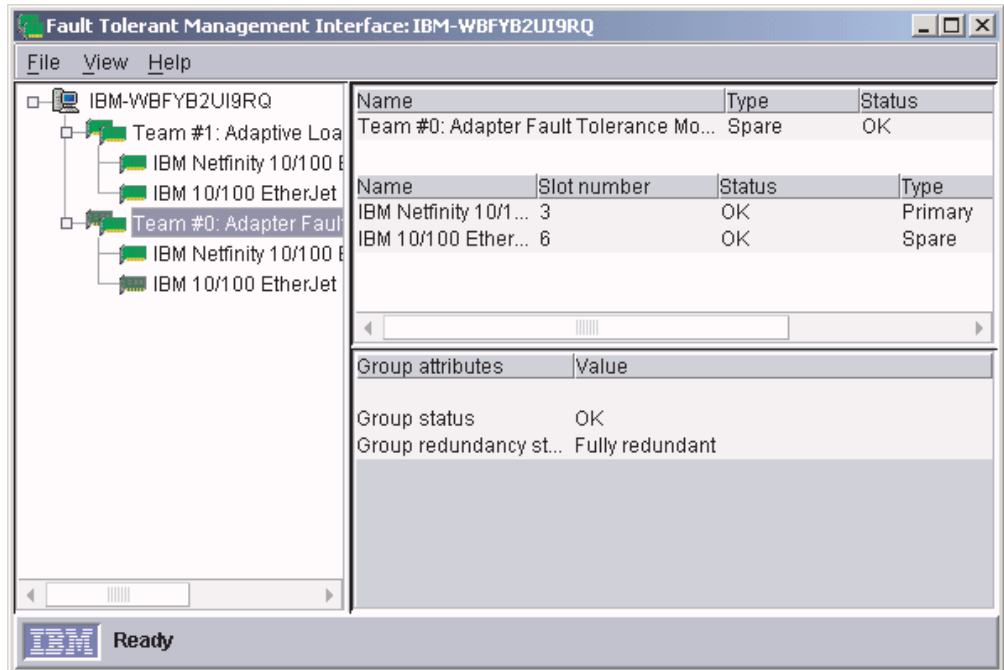 Fault Tolerant Management Interface: IBM-WBFYB2UI9RQ
File View Help
IBM-WBFYB2UI9RQ
Team #1: Adaptive Loa
IBM Netfinity 10/100 E
IBM 10/100 EtherJet
Team #0: Adapter Faul
IBM Netfinity 10/100 E
IBM 10/100 EtherJet
Name Type Status
Team #0: Adapter Fault Tolerance Mo... Spare OK
Name Slot number Status Type
IBM Netfinity 10/1... 3 OK Primary
IBM 10/100 Ether... 6 OK Spare
Group attributes Value
Group status OK
Group redundancy st... Fully redundant
IBM Ready